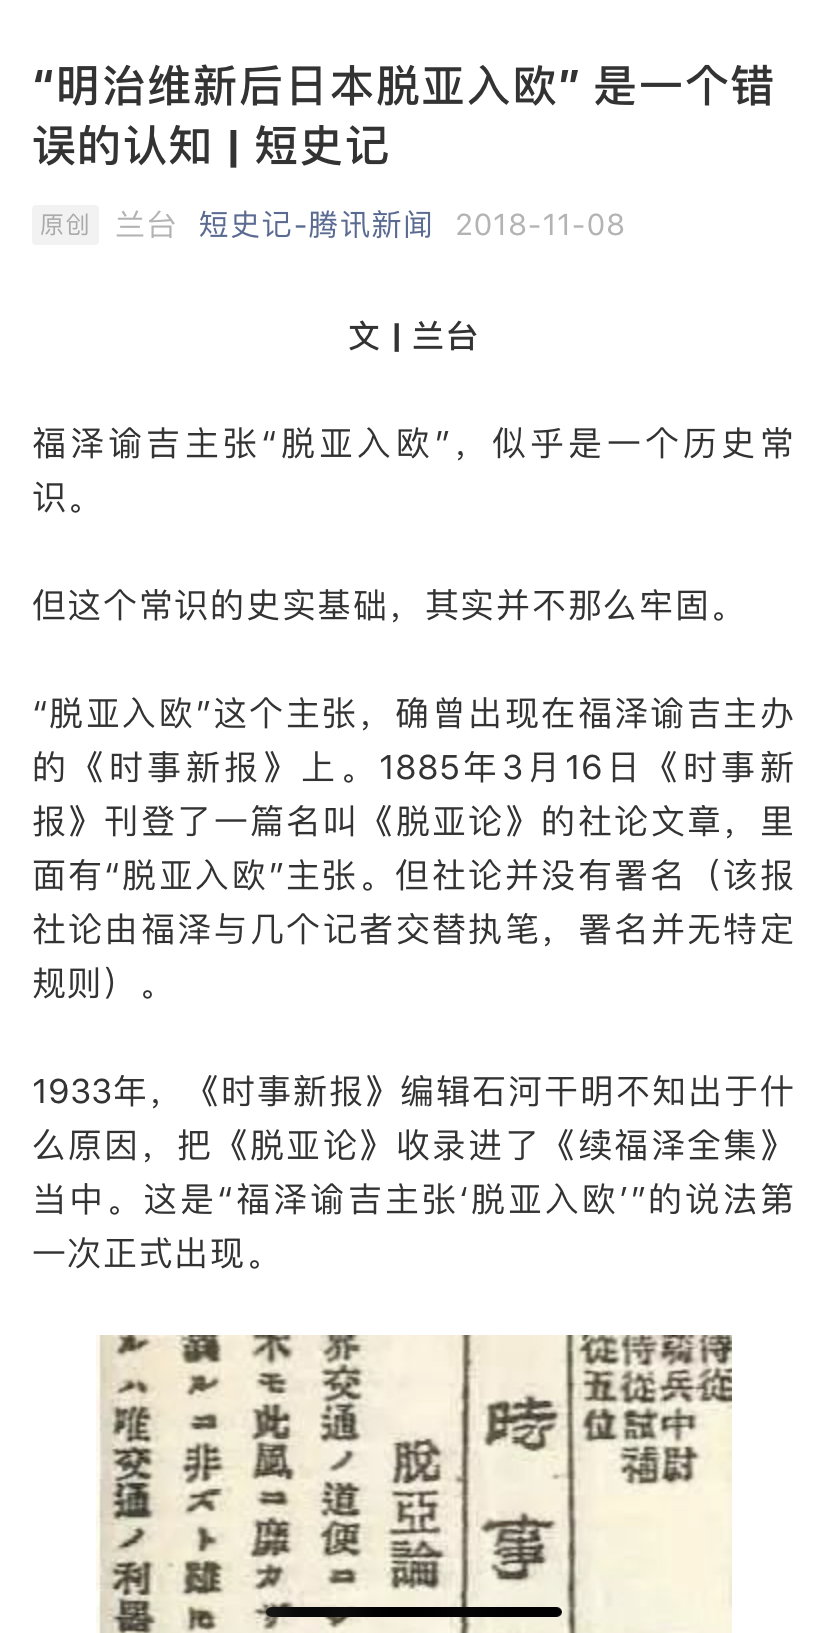 “明治维新后日本脱亚入欧” 是一个错
误的认知 | 短史记
原创 兰台 短史记-腾讯新闻 2018-11-08
文 | 兰台
福泽谕吉主张“脱亚入欧”，似乎是一个历史常
识。
但这个常识的史实基础，其实并不那么牢固。
“脱亚入欧”这个主张，确曾出现在福泽谕吉主办
的《时事新报》上。1885年3月16日《时事新
报》刊登了一篇名叫《脱亚论》的社论文章，里
面有“脱亚入欧”主张。但社论并没有署名（该报
社论由福泽与几个记者交替执笔，署名并无特定
规则）。
1933年，《时事新报》编辑石河干明不知出于什
么原因，把《脱亚论》收录进了《续福泽全集》
当中。这是“福泽谕吉主张‘脱亚入欧’”的说法第
一次正式出现。
侍從
騎兵中尉
侍從試補
從五位
時事
脫亞論
界交通ノ道便ニ
木モ此風ニ靡カ
ルニ非ズト雖ㇳ
ルハ唯交通ノ利器